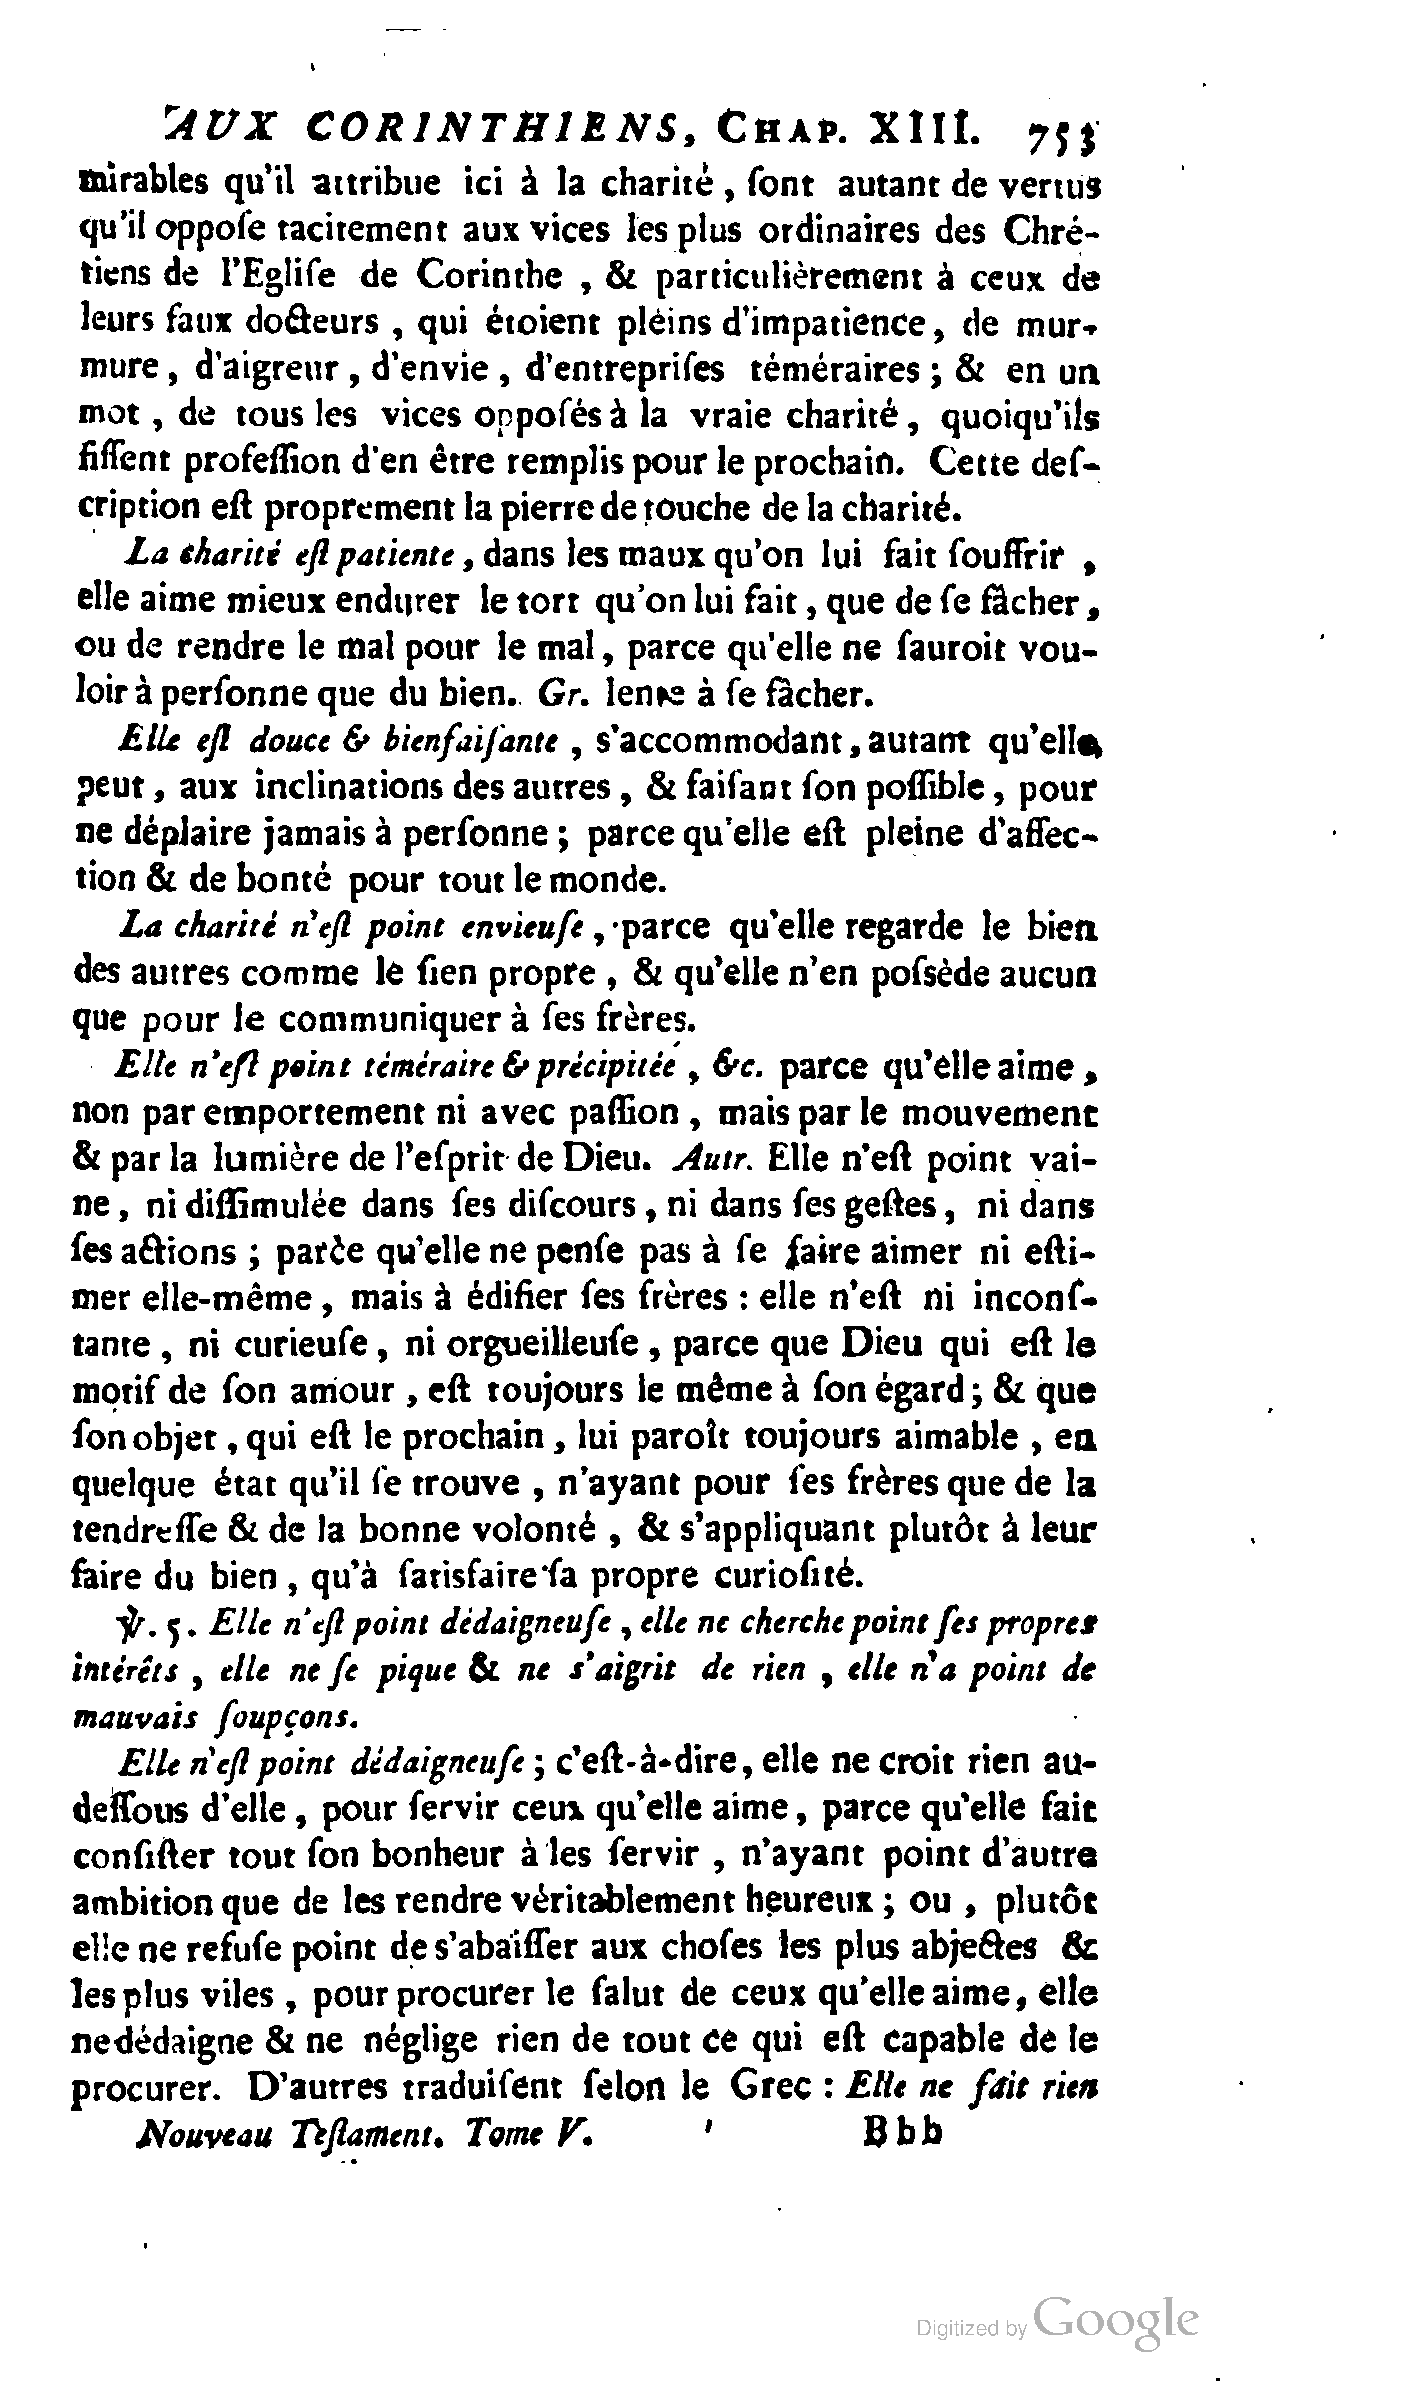 AUX CORINTHIENS, CHAP. XIII. 753
mirables qu'il attribue ici à la charité, ſont autant de vertus
qu'il oppoſe tacitement aux vices les plus ordinaires des Chré-
tiens de l'Egliſe de Corinthe, & particulièrement à ceux de
leurs faux docteurs, qui étoient pléins d'impatience, de mur-
mure, d'aigreur, d'envie, d'entrepriſes téméraires; & en un
mot, de tous les vices oppoſés à la vraie charité, quoiqu'ils
fiſſent profeſſion d'en être remplis pour le prochain. Cette deſ-
cription eſt proprement la pierre de touche de la charité.
La charité eſt patiente, dans les maux qu'on lui fait ſouffrir,
elle aime mieux endurer le tort qu'on lui fait, que de ſe fâcher,
ou de rendre le mal pour le mal, parce qu'elle ne ſauroit vou-
loir à perſonne que du bien. Gr. lente à ſe fâcher.
Elle eſt douce & bienfaiſante, s'accommodant, autant qu'elle
peut, aux inclinations des autres, & faiſant ſon poſſible, pour
ne déplaire jamais à perſonne; parce qu'elle eſt pleine d'affec-
tion & de bonté pour tout le monde.
La charité n'eſt point envieuſe, parce qu'elle regarde le bien
des autres comme le ſien propre, & qu'elle n'en poſsède aucun
que pour le communiquer à ſes frères.
Elle n'eſt point téméraire & précipitée, &c. parce qu'elle aime,
non par emportement ni avec paſſion, mais par le mouvement
& par la lumière de l'eſprit de Dieu. Autr. Elle n'eſt point vai-
ne, ni diſſimulée dans ſes diſcours, ni dans ſes geſtes, ni dans
ſes actions; parce qu'elle ne penſe pas à ſe faire aimer ni eſti-
mer elle-même, mais à édifier ſes frères: elle n'eſt ni inconſ-
tante, ni curieuſe, ni orgueilleuſe, parce que Dieu qui eſt le
motif de ſon amour, eſt toujours le même à ſon égard; & que
ſon objet, qui eſt le prochain, lui paroît toujours aimable, en
quelque état qu'il ſe trouve, n'ayant pour ſes frères que de la
tendreſſe & de la bonne volonté, & s'appliquant plutôt à leur
faire du bien, qu'à ſatisfaire ſa propre curioſité.
℣. 5. Elle n'eſt point dédaigneuſe, elle ne cherche point ſes propres
intérêts, elle ne ſe pique & ne s'aigrit de rien, elle n'a point de
mauvais ſoupçons.
Elle n'eſt point dédaigneuſe; c'eſt-à-dire, elle ne croit rien au-
deſſous d'elle, pour ſervir ceux qu'elle aime, parce qu'elle fait
conſiſter tout ſon bonheur à les ſervir, n'ayant point d'autre
ambition que de les rendre véritablement heureux; ou, plutôt
elle ne refuſe point de s'abaiſſer aux choſes les plus abjectes &
les plus viles, pour procurer le ſalut de ceux qu'elle aime, elle
ne dédaigne & ne néglige rien de tout ce qui eſt capable de le
procurer. D'autres traduiſent ſelon le Grec: Elle ne fait rien
Nouveau Teſtament. Tome V. Bbb
Digitized by Google